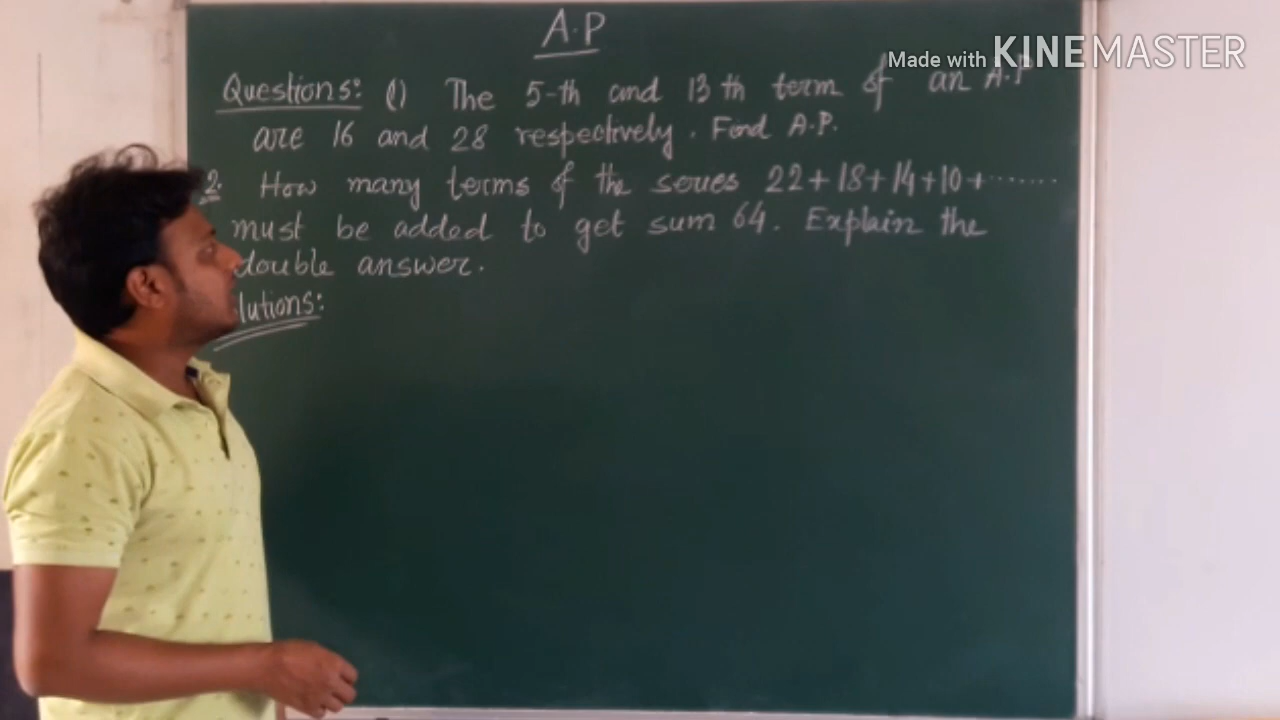 A.P
Made with KINEMASTER
Questions: (1) The 5-th and 13 th term of an A.P
are 16 and 28 respectively. Find A.P.
2. How many terms of the series 22+18+14+10+.......
must be added to get sum 64. Explain the
double answer.
lutions: